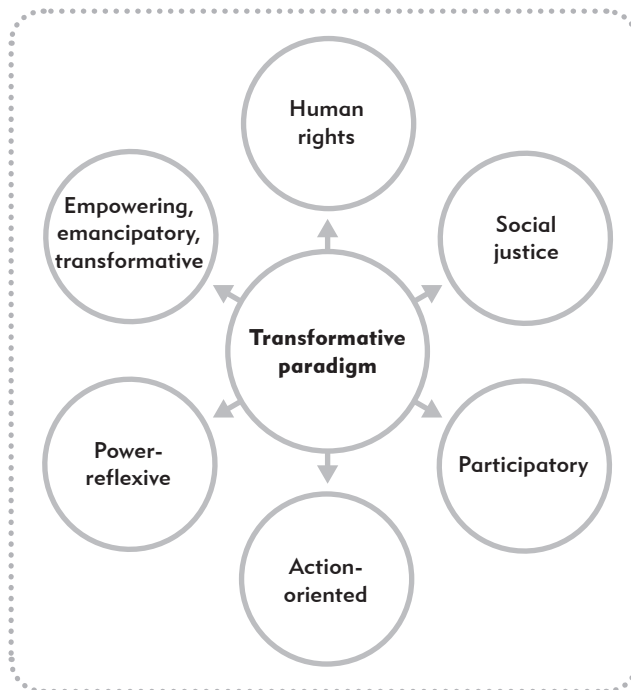 Human
rights
Social
justice
Participatory
Action-
oriented
Power-
reflexive
Empowering,
emancipatory,
transformative
Transformative
paradigm